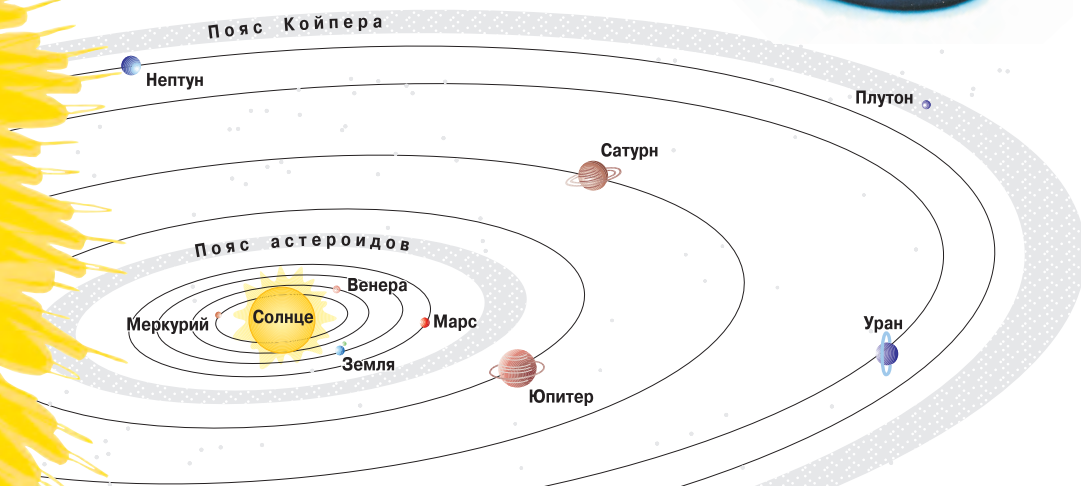 Пояс Койпера
Нептун
Плутон
Сатурн
Пояс астероидов
Венера
Меркурий
Солнце
Марс
Земля
Уран
Юпитер